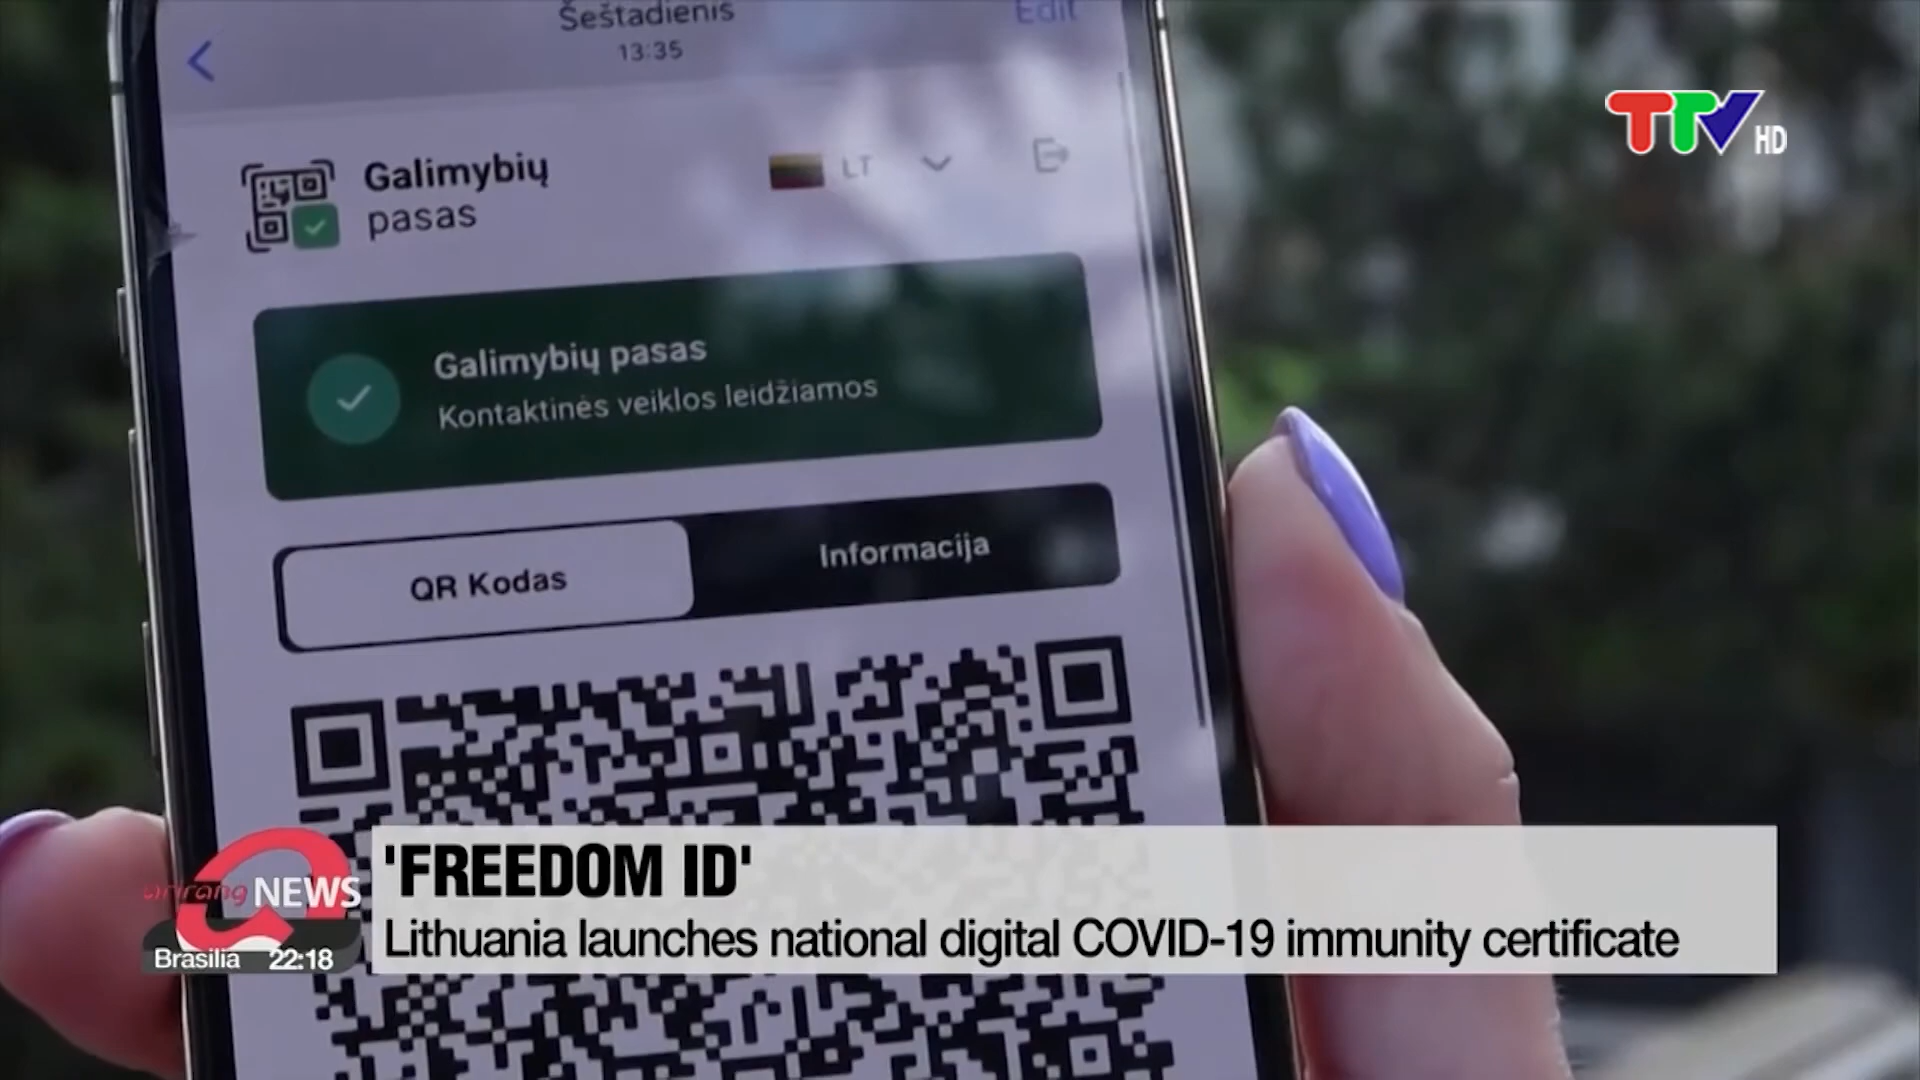 Šeštadienis
Edit
13:35
TTV HD
Galimybių
pasas
LT
Galimybių pasas
Kontaktinės veiklos leidžiamos
QR Kodas
Informacija
'FREEDOM ID'
arirang NEWS
Lithuania launches national digital COVID-19 immunity certificate
Brasilia 22:18